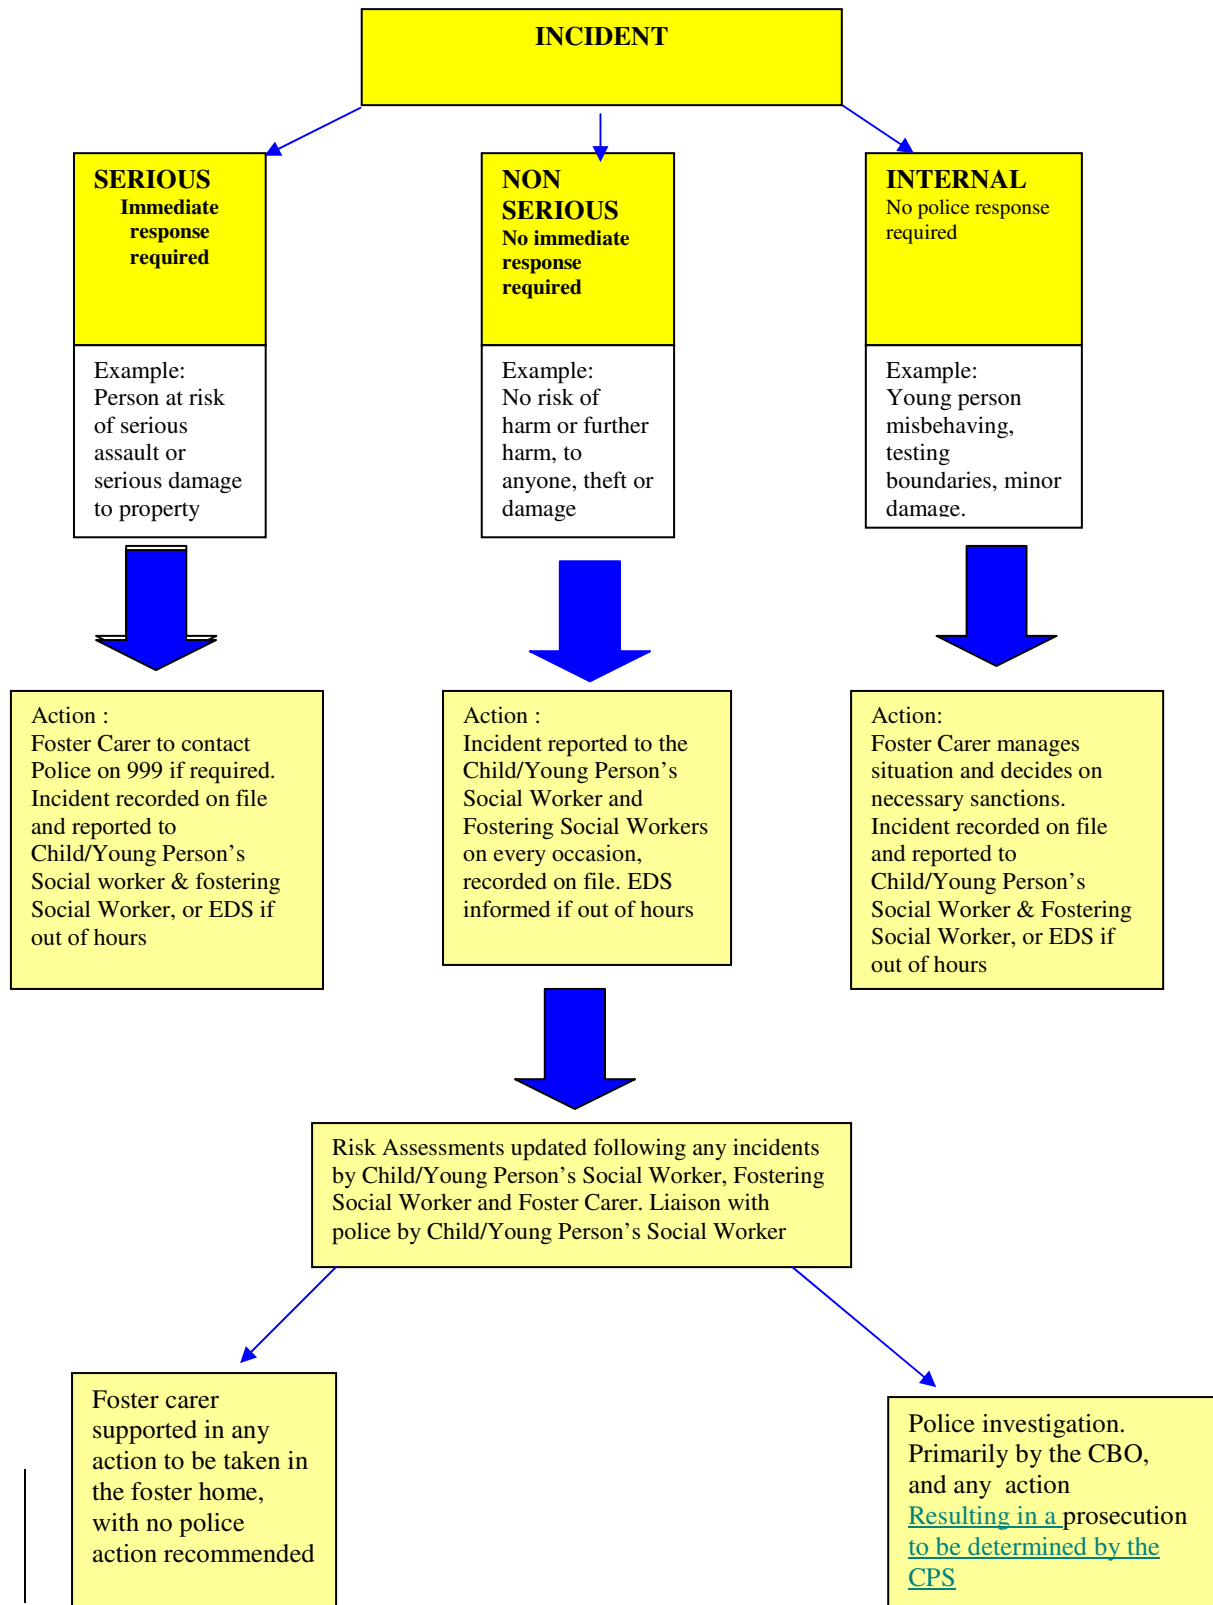 INCIDENT
SERIOUS
Immediate
response
required
NON
SERIOUS
No immediate
response
required
INTERNAL
No police response
required
Example:
Person at risk
of serious
assault or
serious damage
to property
Example:
No risk of
harm or further
harm, to
anyone, theft or
damage
Example:
Young person
misbehaving,
testing
boundaries, minor
damage.
Action :
Foster Carer to contact
Police on 999 if required.
Incident recorded on file
and reported to
Child/Young Person’s
Social worker & fostering
Social Worker, or EDS if
out of hours
Action :
Incident reported to the
Child/Young Person’s
Social Worker and
Fostering Social Workers
on every occasion,
recorded on file. EDS
informed if out of hours
Action:
Foster Carer manages
situation and decides on
necessary sanctions.
Incident recorded on file
and reported to
Child/Young Person’s
Social Worker & Fostering
Social Worker, or EDS if
out of hours
Risk Assessments updated following any incidents
by Child/Young Person’s Social Worker, Fostering
Social Worker and Foster Carer. Liaison with
police by Child/Young Person’s Social Worker
Foster carer
supported in any
action to be taken in
the foster home,
with no police
action recommended
Police investigation.
Primarily by the CBO,
and any action
Resulting in a prosecution
to be determined by the
CPS